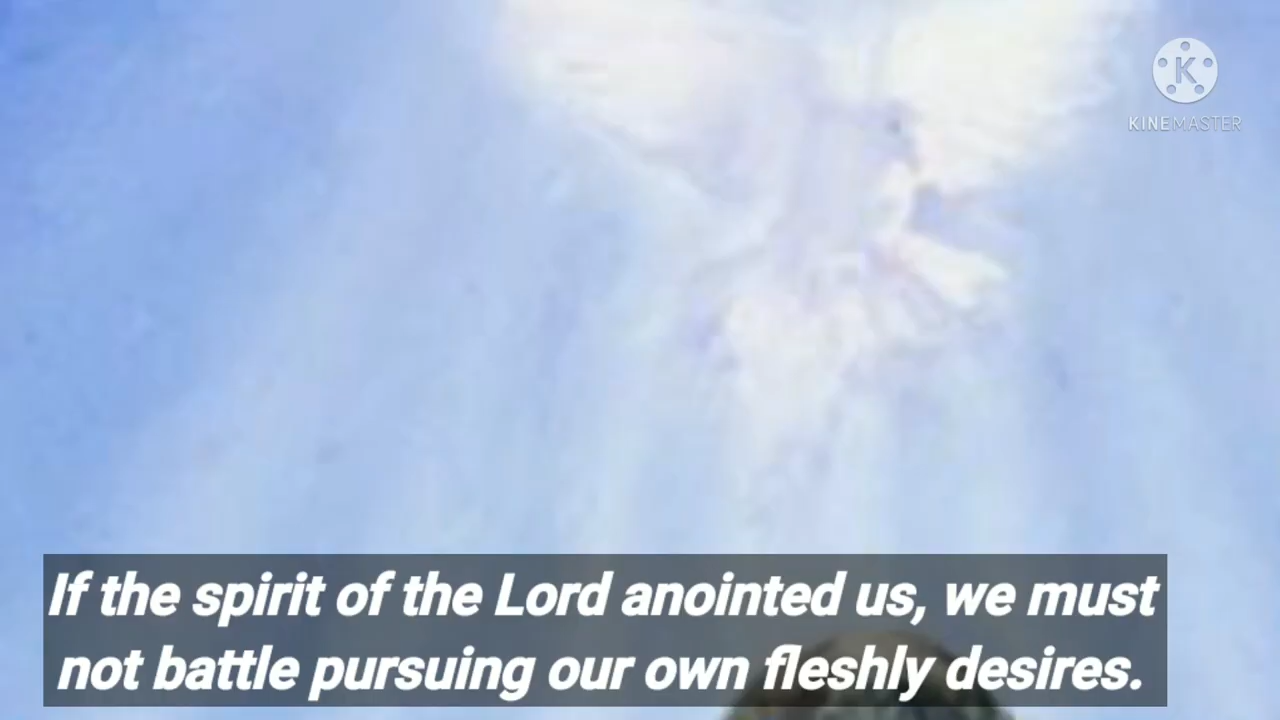 K
KINEMASTER
If the spirit of the Lord anointed us, we must
not battle pursuing our own fleshly desires.